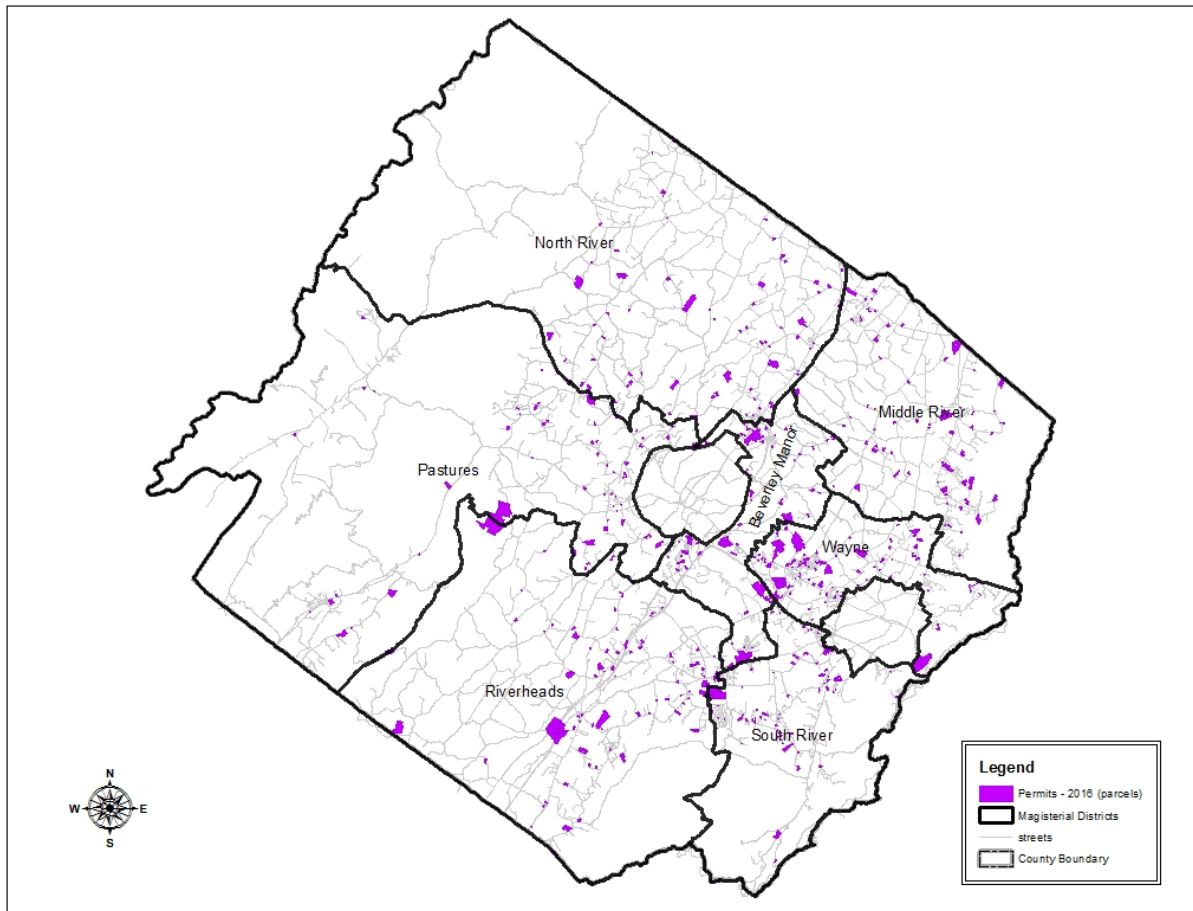 North River
Middle River
Beverley Manor
Pastures
Wayne
Riverheads
South River
N
W E
S
Legend
Permits - 2016 (parcels)
Magisterial Districts
streets
County Boundary